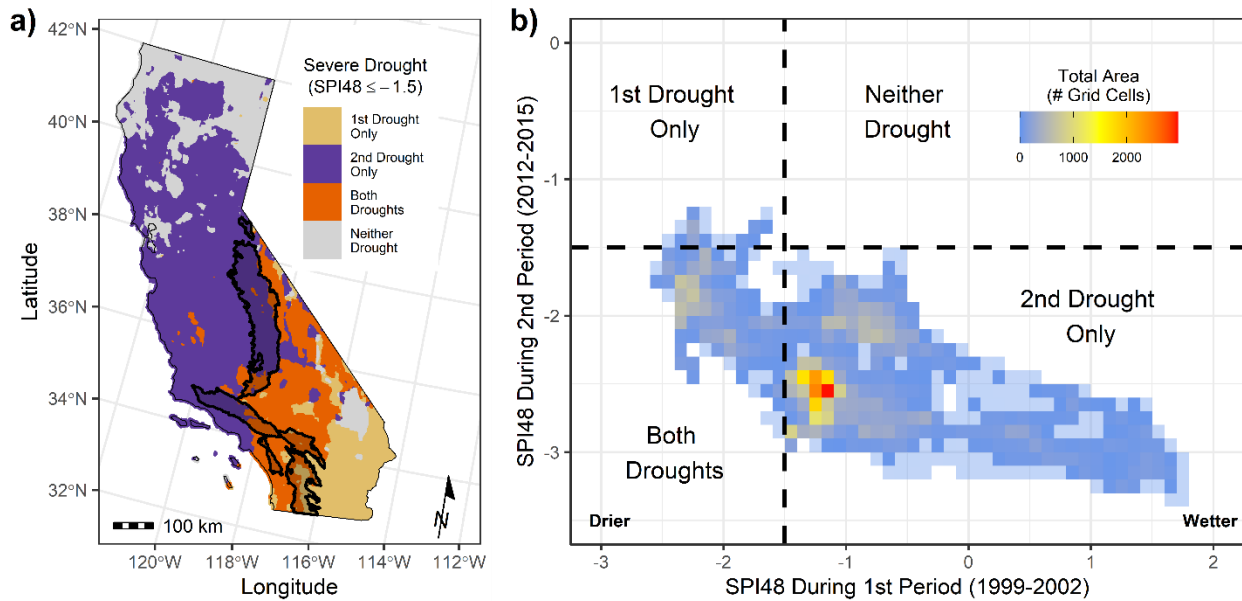 a)
42°N
40°N
38°N
36°N
34°N
32°N
Latitude
Severe Drought
(SPI48 ≤ −1.5)
1st Drought
Only
2nd Drought
Only
Both
Droughts
Neither
Drought
100 km
N
120°W
118°W
116°W
114°W
112°W
Longitude
b)
0
-1
-2
-3
SPI48 During 2nd Period (2012-2015)
1st Drought
Only
Neither
Drought
Total Area
(# Grid Cells)
0
1000
2000
2nd Drought
Only
Both
Droughts
Drier
Wetter
-3
-2
-1
0
1
2
SPI48 During 1st Period (1999-2002)